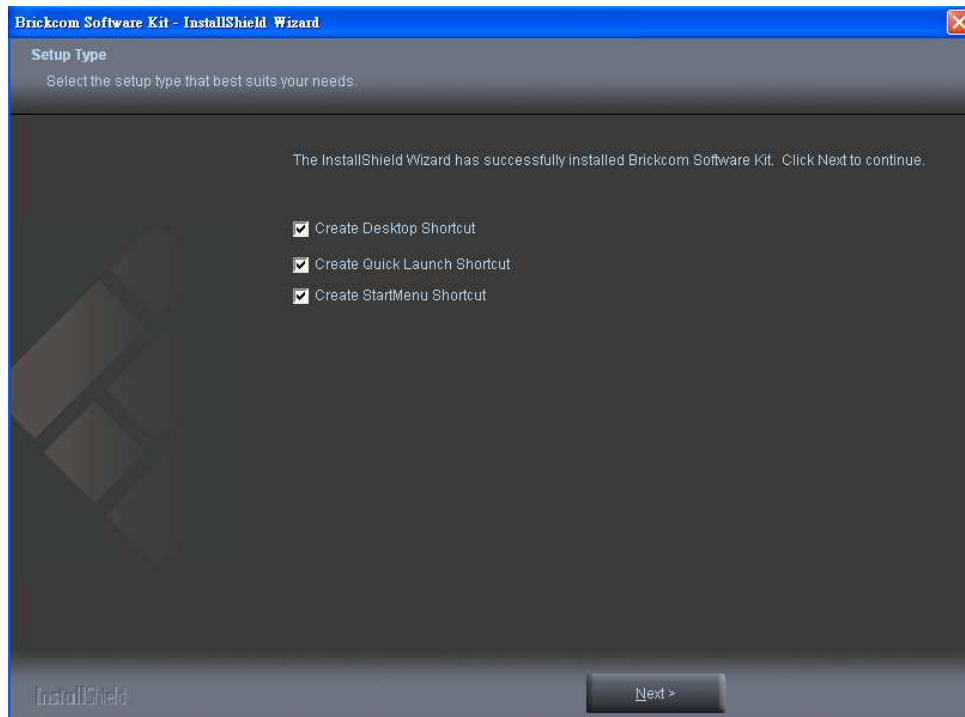 Brickcom Software Kit - InstallShield Wizard
Setup Type
Select the setup type that best suits your needs.
The InstallShield Wizard has successfully installed Brickcom Software Kit. Click Next to continue.
Create Desktop Shortcut
Create Quick Launch Shortcut
Create StartMenu Shortcut
InstallShield
Next >